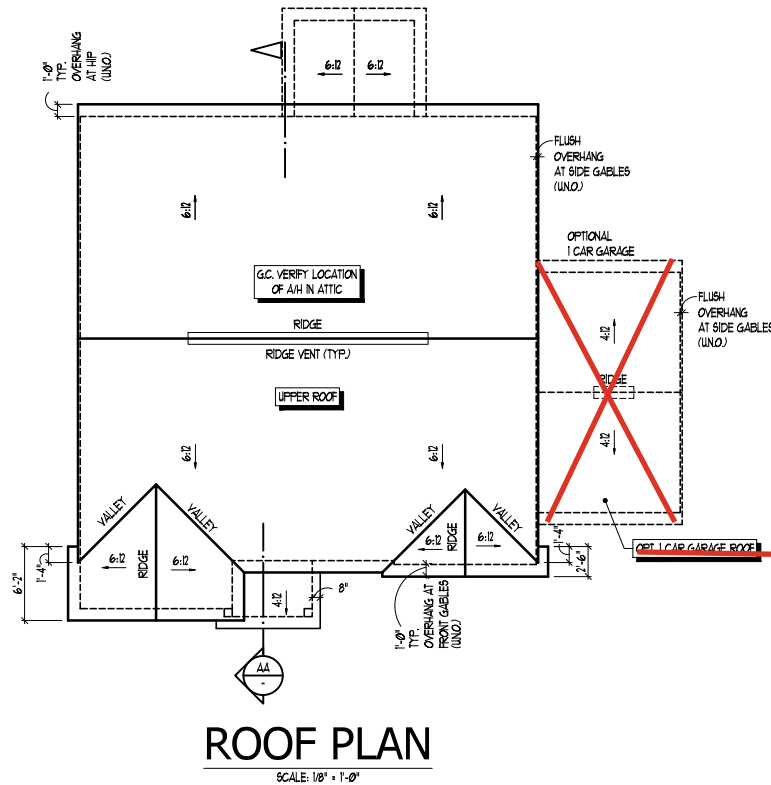 1'-0"
TYP.
OVERHANG
AT HIP
(U.N.O.)
6:12
6:12
FLUSH
OVERHANG
AT SIDE GABLES
(U.N.O.)
6:12
6:12
OPTIONAL
1 CAR GARAGE
G.C. VERIFY LOCATION
OF A/H IN ATTIC
FLUSH
OVERHANG
AT SIDE GABLES
(U.N.O.)
4:12
RIDGE
RIDGE VENT (TYP.)
RIDGE
UPPER ROOF
4:12
6:12
6:12
VALLEY
VALLEY
VALLEY
VALLEY
6:12
RIDGE
6:12
6:12
RIDGE
6:12
OPT. 1 CAR GARAGE ROOF
6'-2"
1'-4"
4:12
8"
1'-0"
TYP.
OVERHANG AT
FRONT GABLES
(U.N.O.)
1'-4"
2'-6"
AA
-
ROOF PLAN
SCALE: 1/8" = 1'-0"